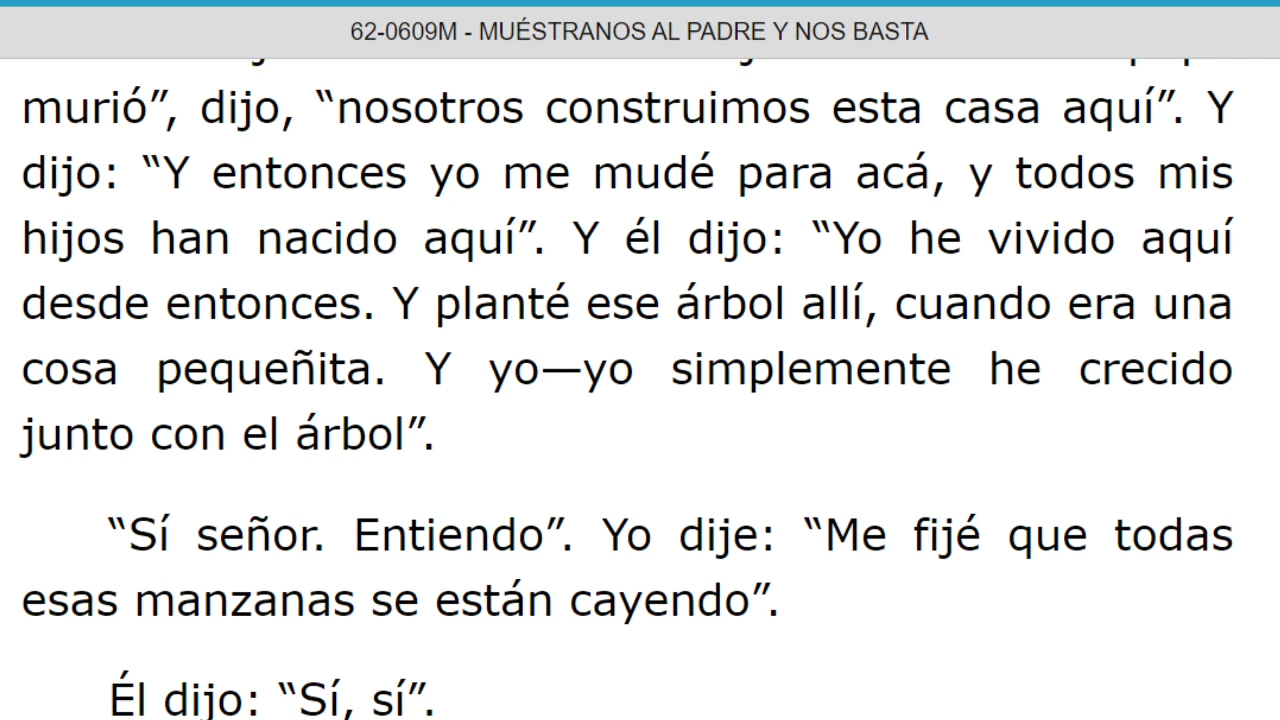 62-0609M - MUÉSTRANOS AL PADRE Y NOS BASTA
murió”, dijo, “nosotros construimos esta casa aquí”. Y
dijo: “Y entonces yo me mudé para acá, y todos mis
hijos han nacido aquí”. Y él dijo: “Yo he vivido aquí
desde entonces. Y planté ese árbol allí, cuando era una
cosa pequeñita. Y yo—yo simplemente he crecido
junto con el árbol”.
“Sí señor. Entiendo”. Yo dije: “Me fijé que todas
esas manzanas se están cayendo”.
Él dijo: “Sí, sí”.